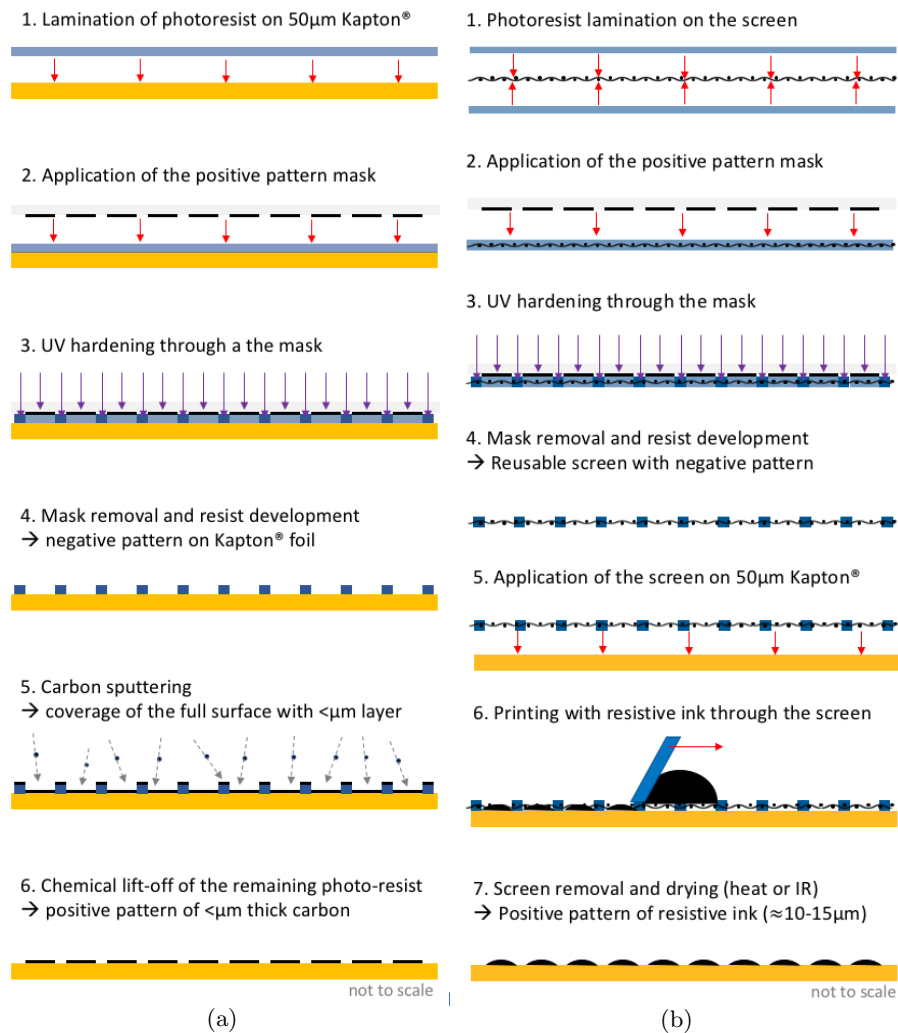 1. Lamination of photoresist on 50µm Kapton®
2. Application of the positive pattern mask
3. UV hardening through a the mask
4. Mask removal and resist development
→ negative pattern on Kapton® foil
5. Carbon sputtering
→ coverage of the full surface with <µm layer
6. Chemical lift-off of the remaining photo-resist
→ positive pattern of <µm thick carbon
not to scale
(a)
1. Photoresist lamination on the screen
2. Application of the positive pattern mask
3. UV hardening through the mask
4. Mask removal and resist development
→ Reusable screen with negative pattern
5. Application of the screen on 50µm Kapton®
6. Printing with resistive ink through the screen
7. Screen removal and drying (heat or IR)
→ Positive pattern of resistive ink (≈10-15µm)
not to scale
(b)